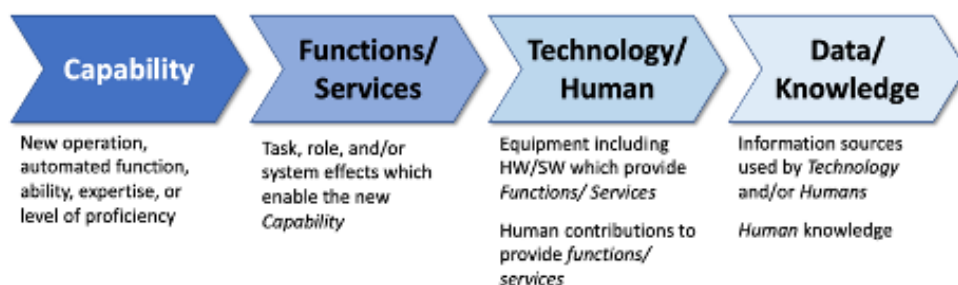 Capability
Functions/
Services
Technology/
Human
Data/
Knowledge
New operation,
automated function,
ability, expertise, or
level of proficiency
Task, role, and/or
system effects which
enable the new
Capability
Equipment including
HW/SW which provide
Functions/ Services
Human contributions to
provide functions/
services
Information sources
used by Technology
and/or Humans
Human knowledge